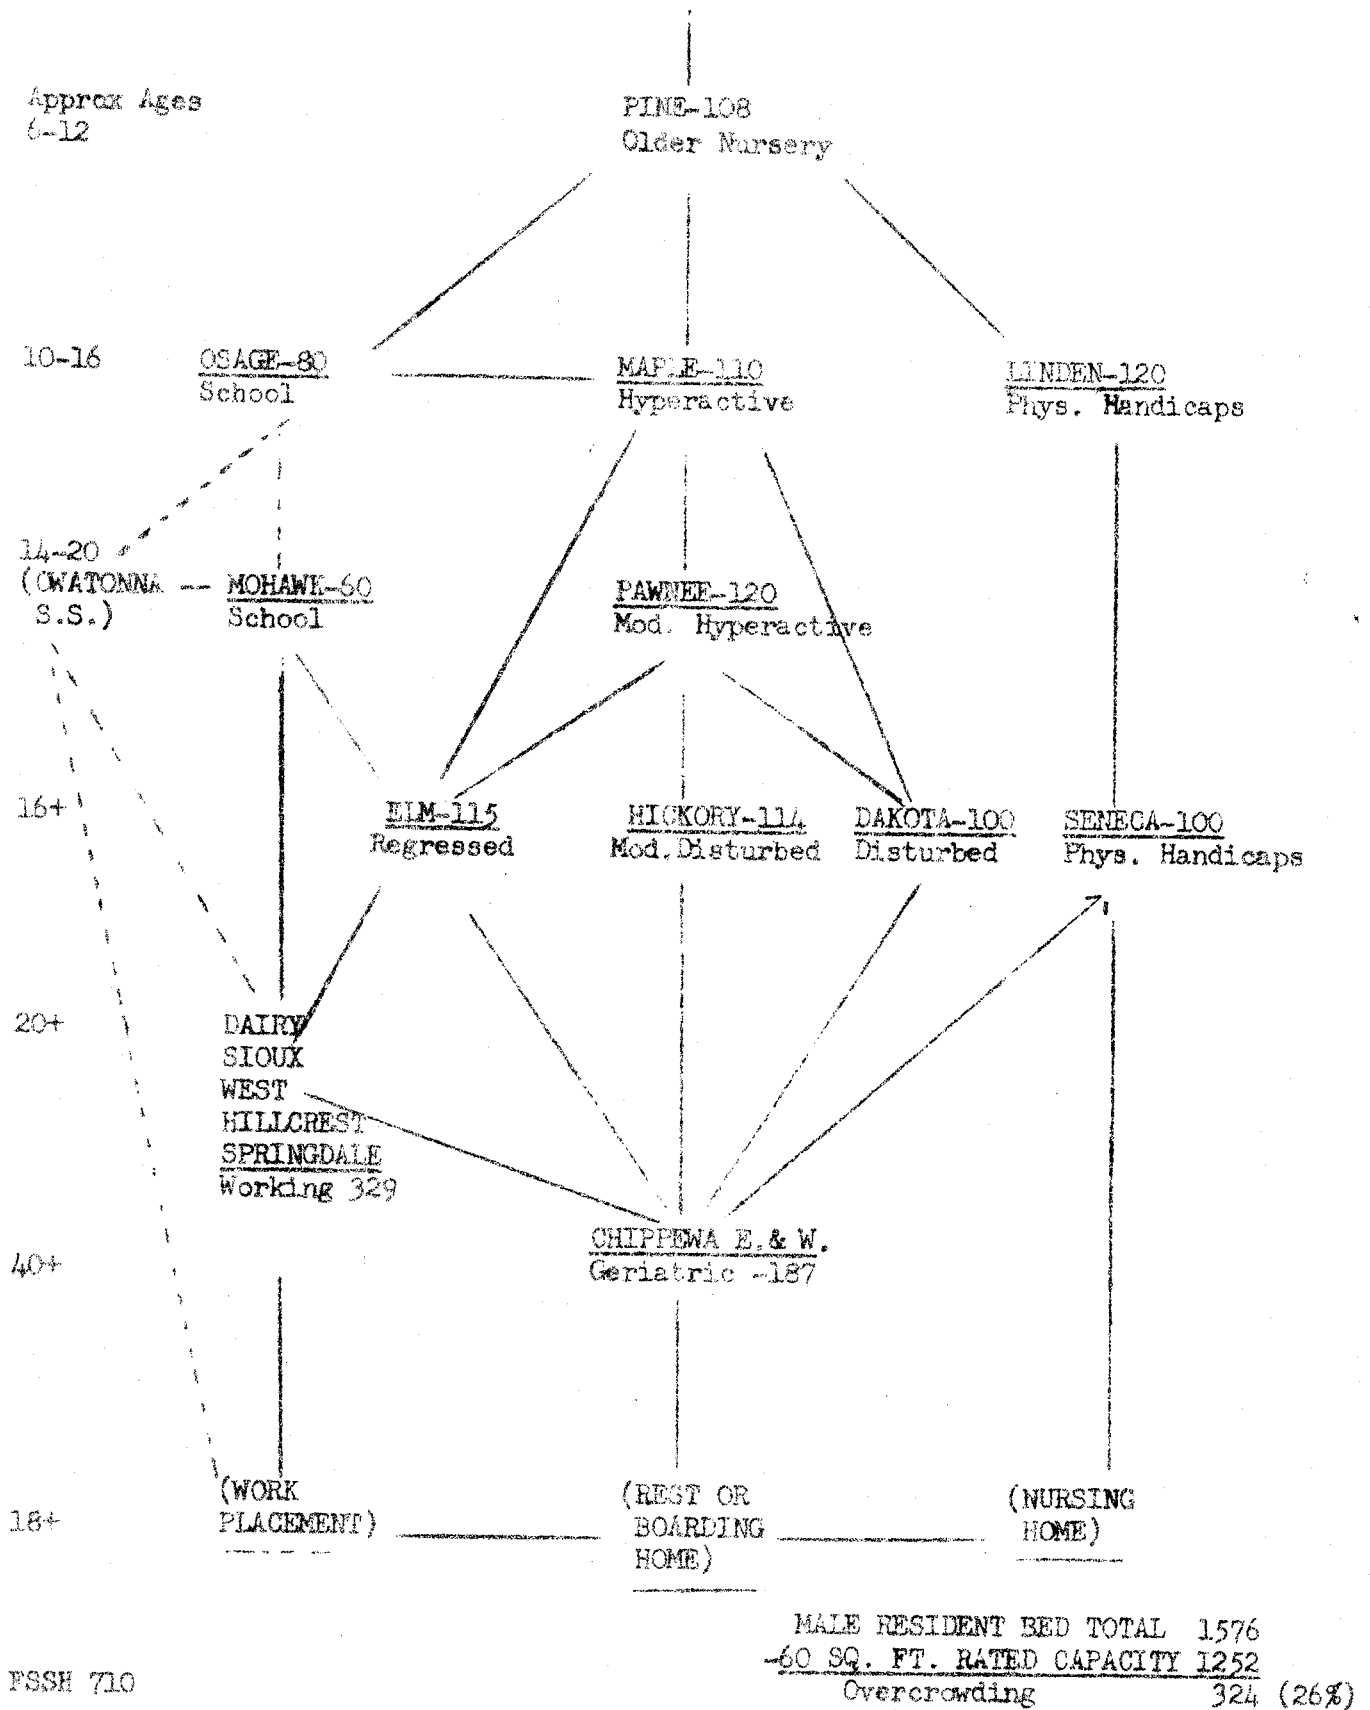 Approx Ages
6-12
PINE-108
Older Nursery
10-16
OSAGE-80
School
MAPLE-110
Hyperactive
LINDEN-120
Phys. Handicaps
14-20
(OWATONNA
S.S.)
MOHAWK-60
School
PAWNEE-120
Mod. Hyperactive
16+
ELM-115
Regressed
HICKORY-114
Mod.Disturbed
DAKOTA-100
Disturbed
SENECA-100
Phys. Handicaps
20+
DAIRY
SIOUX
WEST
HILLCREST
SPRINGDALE
Working 329
40+
CHIPPEWA E.& W.
Geriatric -187
18+
(WORK
PLACEMENT)
(REST OR
BOARDING
HOME)
(NURSING
HOME)
MALE RESIDENT BED TOTAL 1576
-60 SQ. FT. RATED CAPACITY 1252
Overcrowding 324 (26%)
FSSH 710